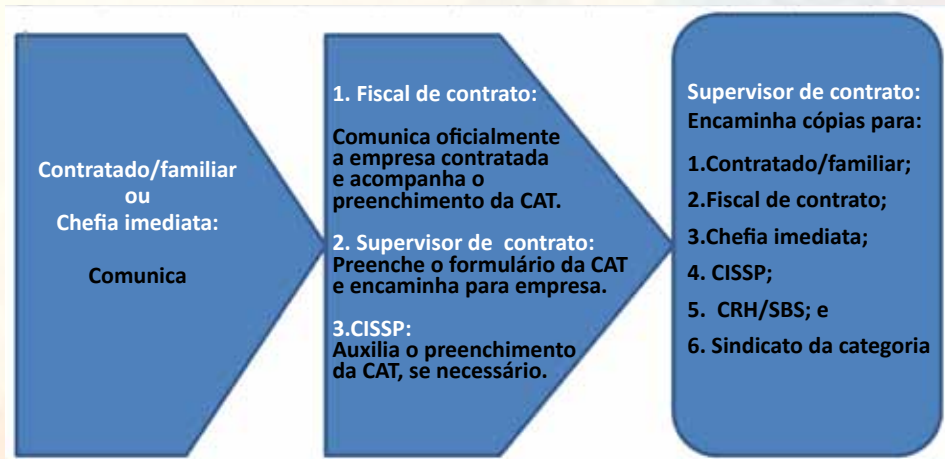 Contratado/familiar
ou
Chefia imediata:
Comunica
1. Fiscal de contrato:
Comunica oficialmente
a empresa contratada
e acompanha o
preenchimento da CAT.
2. Supervisor de contrato:
Preenche o formulário da CAT
e encaminha para empresa.
3.CISSP:
Auxilia o preenchimento
da CAT, se necessário.
Supervisor de contrato:
Encaminha cópias para:
1.Contratado/familiar;
2.Fiscal de contrato;
3.Chefia imediata;
4. CISSP;
5. CRH/SBS; e
6. Sindicato da categoria